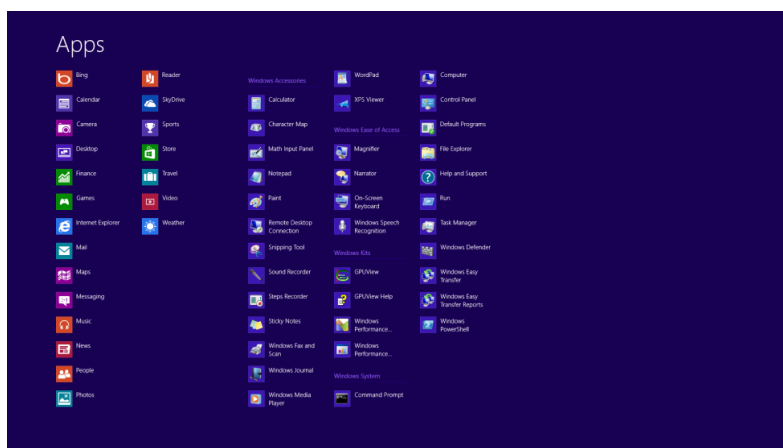 Apps
Bing
Calendar
Camera
Desktop
Finance
Games
Internet Explorer
Mail
Maps
Messaging
Music
News
People
Photos
Reader
SkyDrive
Sports
Store
Travel
Video
Weather
Windows Accessories
Calculator
Character Map
Math Input Panel
Notepad
Paint
Remote Desktop
Connection
Snipping Tool
Sound Recorder
Steps Recorder
Sticky Notes
Windows Fax and
Scan
Windows Journal
Windows Media
Player
WordPad
XPS Viewer
Windows Ease of Access
Magnifier
Narrator
On-Screen
Keyboard
Windows Speech
Recognition
Windows Kits
GPUView
GPUView Help
Windows
Performance...
Windows
Performance...
Windows System
Command Prompt
Computer
Control Panel
Default Programs
File Explorer
Help and Support
Run
Task Manager
Windows Defender
Windows Easy
Transfer
Windows Easy
Transfer Reports
Windows
PowerShell